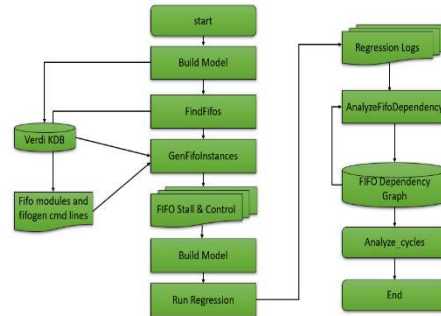 start
Build Model
FindFifos
Verdi KDB
GenFifoInstances
Fifo modules and
fifogen cmd lines
FIFO Stall & Control
Build Model
Run Regression
Regression Logs
AnalyzeFifoDependency
FIFO Dependency
Graph
Analyze_cycles
End